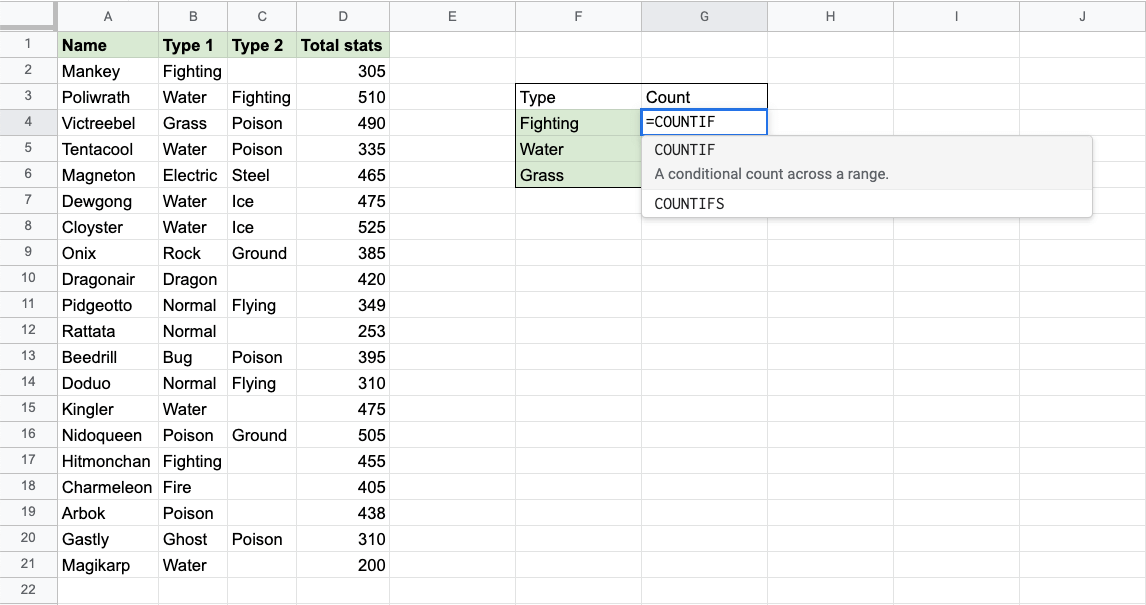 A B C D E F G H I J
1 Name Type 1 Type 2 Total stats
2 Mankey Fighting 305
3 Poliwrath Water Fighting 510 Type Count
4 Victreebel Grass Poison 490 Fighting =COUNTIF
5 Tentacool Water Poison 335 Water COUNTIF
6 Magneton Electric Steel 465 Grass A conditional count across a range.
7 Dewgong Water Ice 475 COUNTIFS
8 Cloyster Water Ice 525
9 Onix Rock Ground 385
10 Dragonair Dragon 420
11 Pidgeotto Normal Flying 349
12 Rattata Normal 253
13 Beedrill Bug Poison 395
14 Doduo Normal Flying 310
15 Kingler Water 475
16 Nidoqueen Poison Ground 505
17 Hitmonchan Fighting 455
18 Charmeleon Fire 405
19 Arbok Poison 438
20 Gastly Ghost Poison 310
21 Magikarp Water 200
22